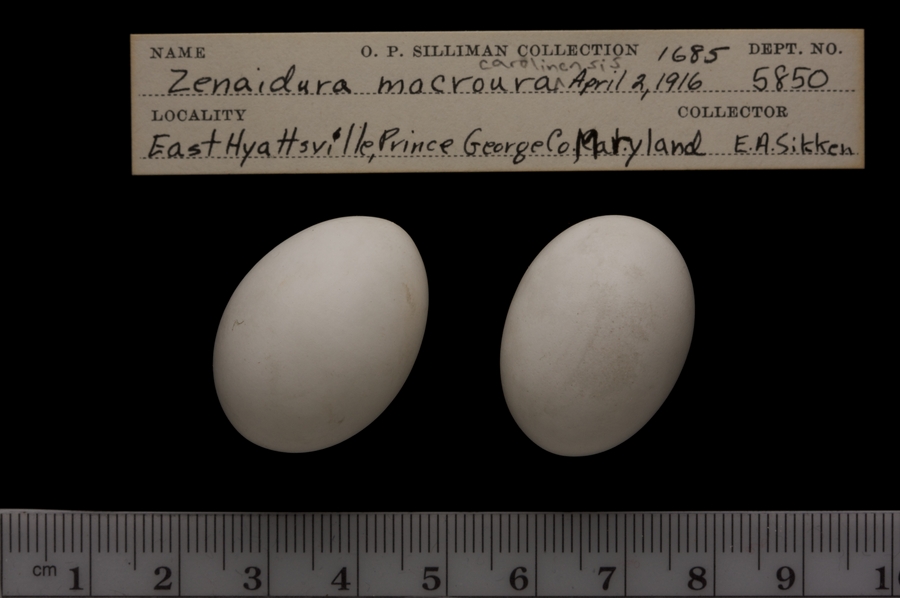 NAME O. P. SILLIMAN COLLECTION 1685 DEPT. NO.
carolinensis
Zenaidura macroura ^ April 2, 1916 5850
LOCALITY COLLECTOR
East Hyattsville, Prince George Co. Maryland E.A. Sikken
cm 1 2 3 4 5 6 7 8 9 1